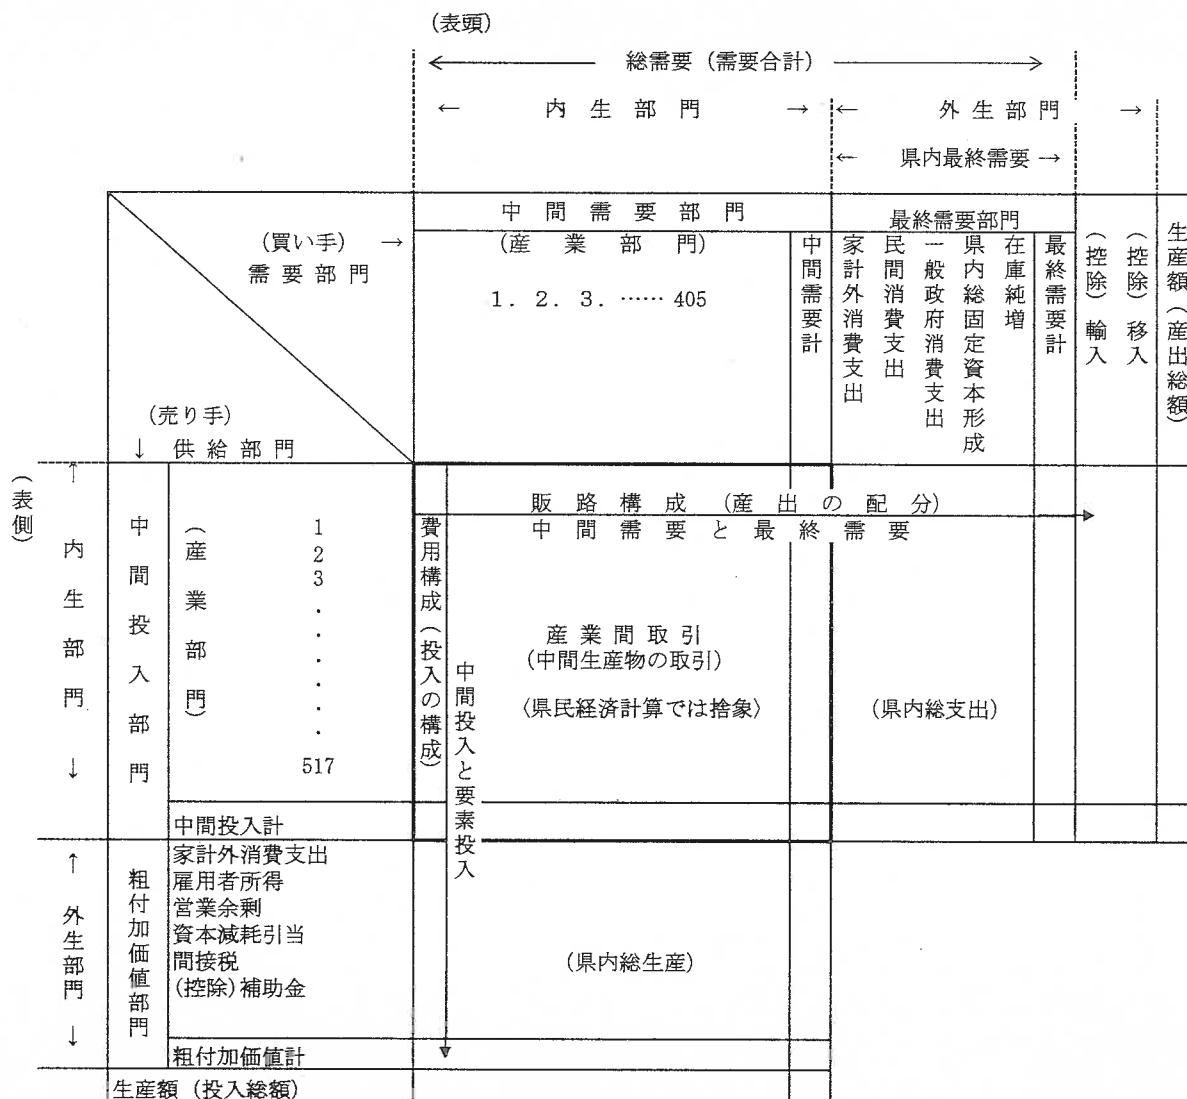 (表頭)
総需要（需要合計）
← 内生部門 →
← 外生部門 →
← 県内最終需要 →
中間需要部門
最終需要部門
(買い手) →
需要部門
(産業部門)
1. 2. 3. …… 405
中間需要計
家計外消費支出
民間消費支出
一般政府消費支出
県内総固定資本形成
在庫純増
最終需要計
(控除)輸入
(控除)移入
生産額(産出総額)
(売り手)
↓ 供給部門
(表側)
↑ 内生部門 ↓
中間投入部門
(産業部門)
1
2
3
.
.
.
.
.
.
517
販路構成（産出の配分）
中間需要と最終需要
費用構成(投入の構成)
中間投入と要素投入
産業間取引
(中間生産物の取引)
〈県民経済計算では捨象〉
(県内総支出)
中間投入計
↑ 外生部門 ↓
粗付加価値部門
家計外消費支出
雇用者所得
営業余剰
資本減耗引当
間接税
(控除)補助金
(県内総生産)
粗付加価値計
生産額（投入総額）